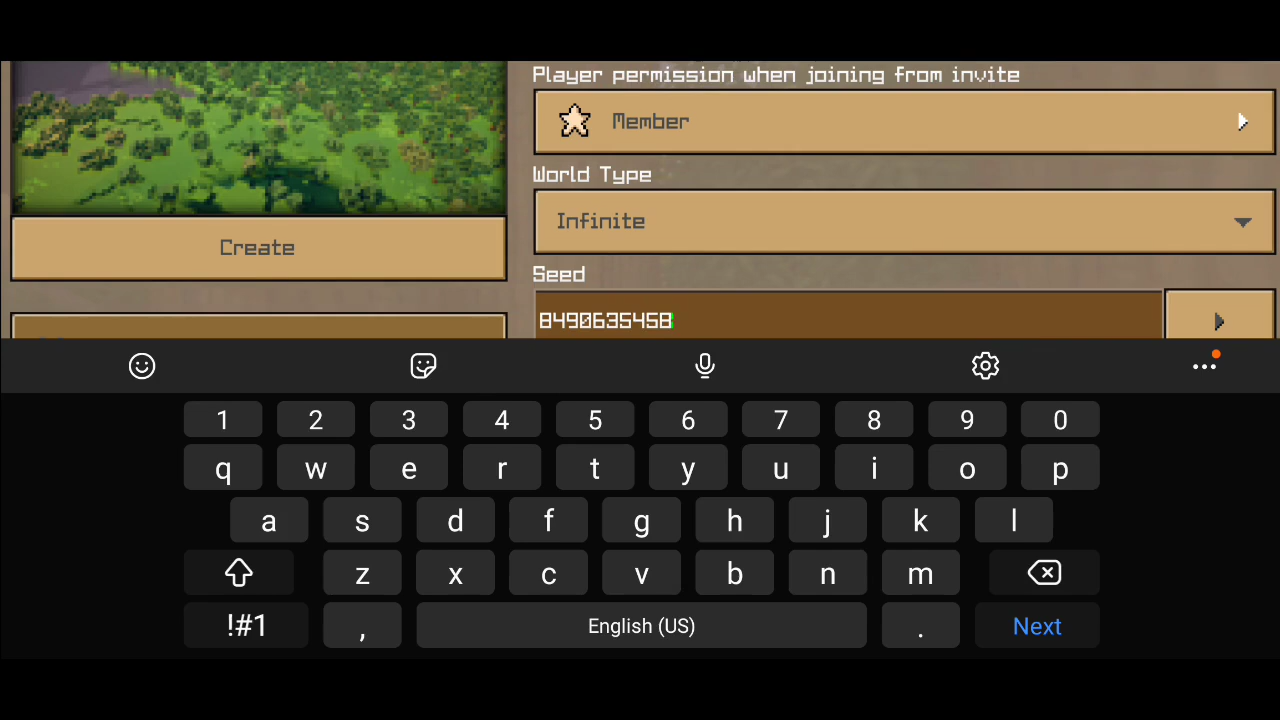 Player permission when joining from invite
Member
World Type
Infinite
Create
Seed
8490635458
1 2 3 4 5 6 7 8 9 0
q w e r t y u i o p
a s d f g h j k l
z x c v b n m
!#1 , English (US) . Next